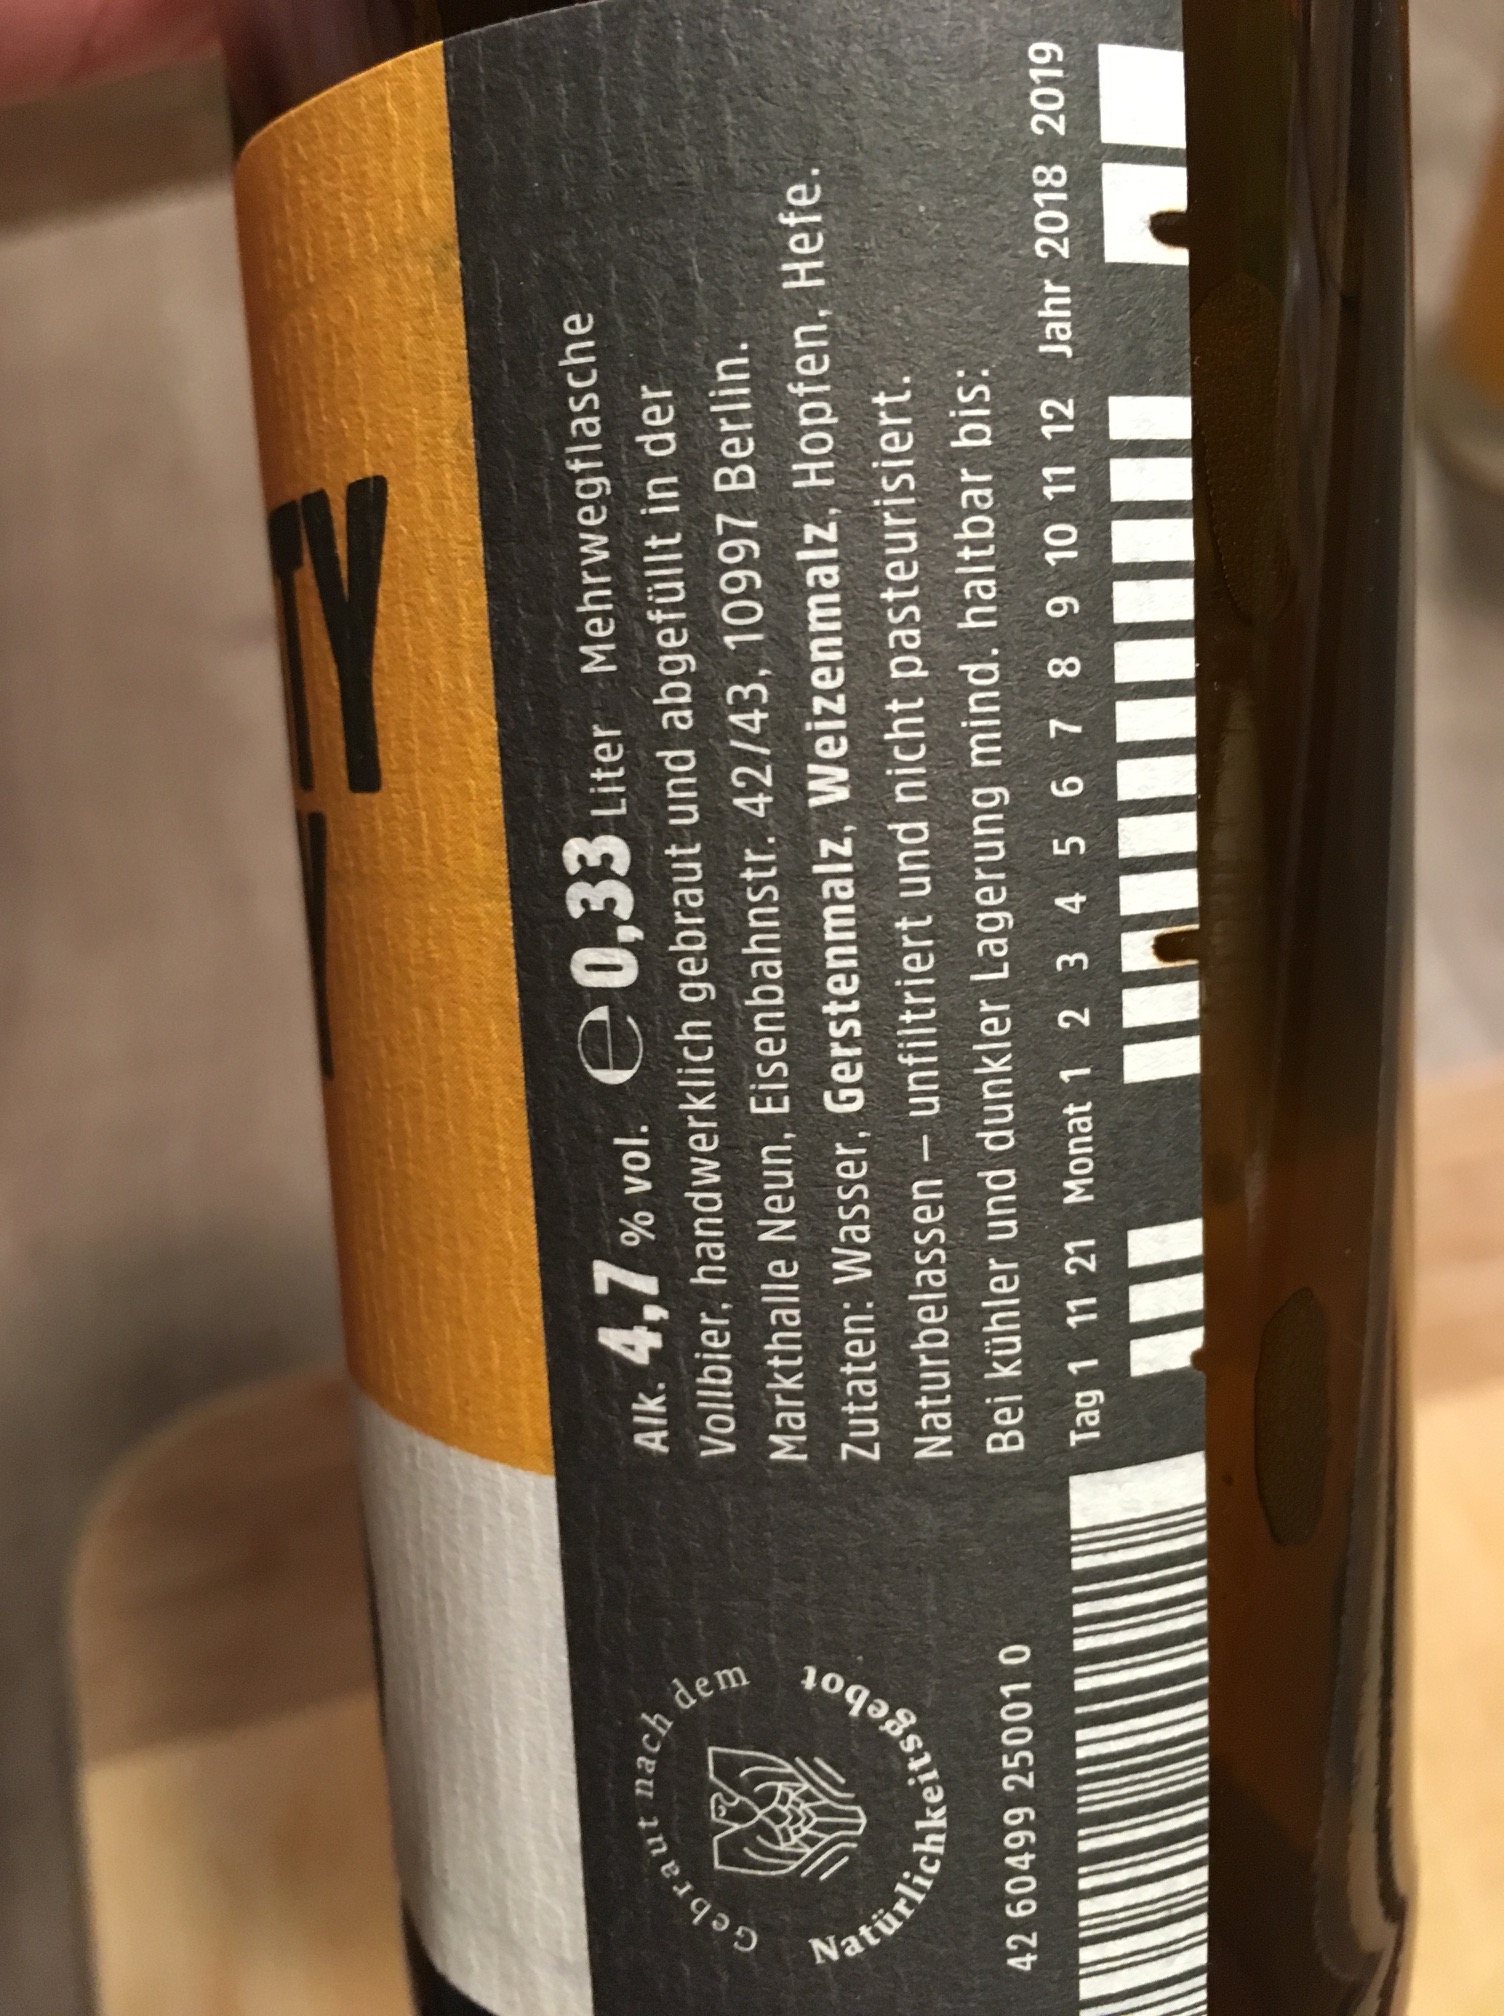 TY
Alk. 4,7 % vol. ℮ 0,33 Liter Mehrwegflasche
Vollbier, handwerklich gebraut und abgefüllt in der
Markthalle Neun, Eisenbahnstr. 42/43, 10997 Berlin.
Zutaten: Wasser, Gerstenmalz, Weizenmalz, Hopfen, Hefe.
Naturbelassen – unfiltriert und nicht pasteurisiert.
Bei kühler und dunkler Lagerung mind. haltbar bis:
Tag 1 11 21 Monat 1 2 3 4 5 6 7 8 9 10 11 12 Jahr 2018 2019
Gebraut nach dem
Natürlichkeitsgebot
42 60499 25001 0